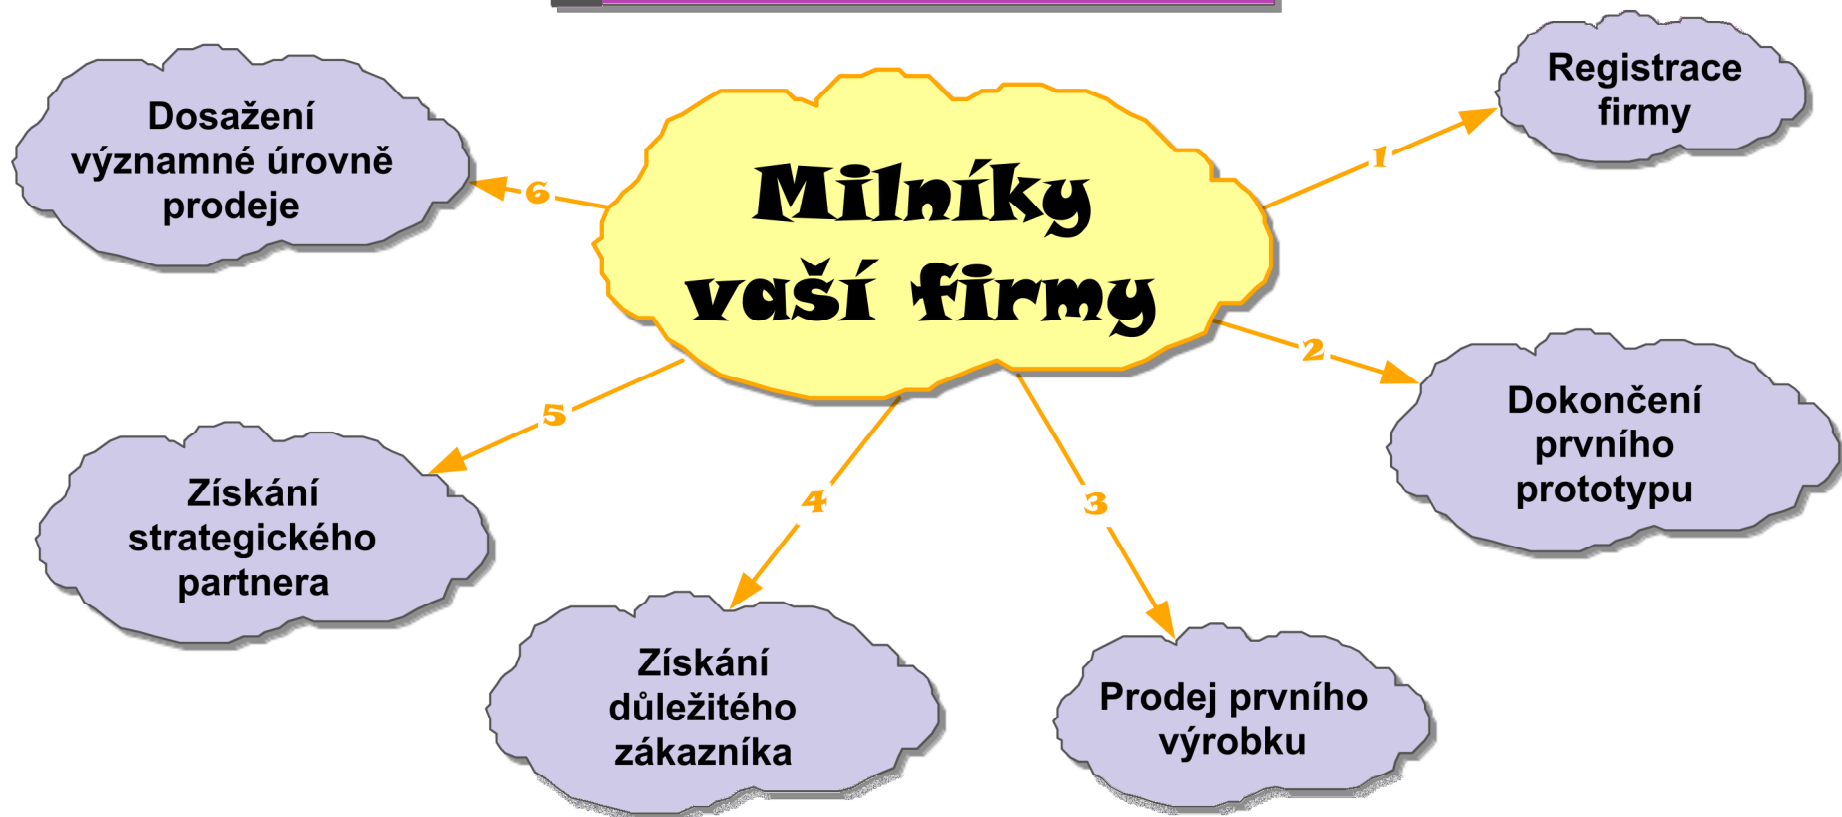 Milníky
vaší firmy
1
Registrace
firmy
2
Dokončení
prvního
prototypu
3
Prodej prvního
výrobku
4
Získání
důležitého
zákazníka
5
Získání
strategického
partnera
6
Dosažení
významné úrovně
prodeje